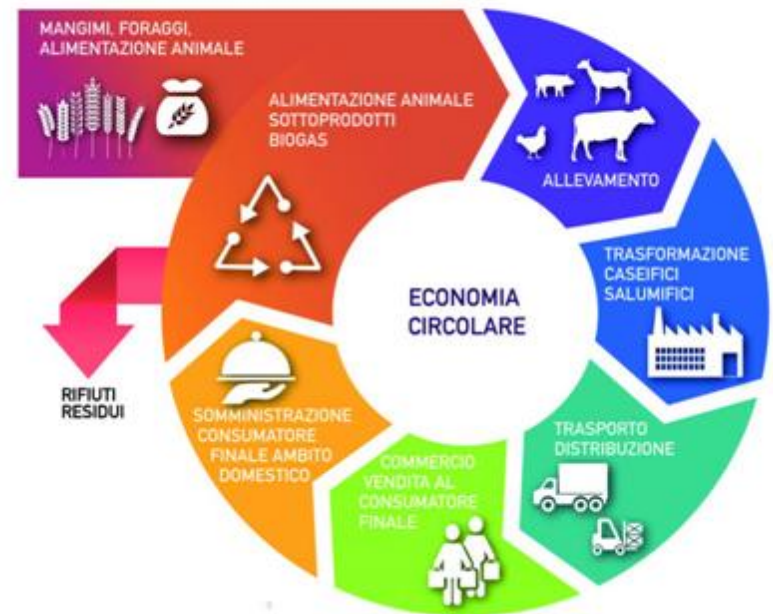 MANGIMI, FORAGGI,
ALIMENTAZIONE ANIMALE
ALIMENTAZIONE ANIMALE
SOTTOPRODOTTI
BIOGAS
ALLEVAMENTO
TRASFORMAZIONE
CASEIFICI
SALUMIFICI
ECONOMIA
CIRCOLARE
TRASPORTO
DISTRIBUZIONE
COMMERCIO
VENDITA AL
CONSUMATORE
FINALE
SOMMINISTRAZIONE
CONSUMATORE
FINALE AMBITO
DOMESTICO
RIFIUTI
RESIDUI